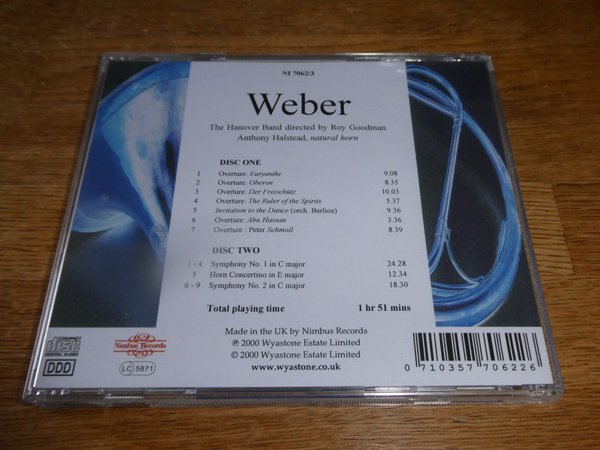 NI 7062/3
Weber
The Hanover Band directed by Roy Goodman
Anthony Halstead, natural horn
DISC ONE
1 Overture: Euryanthe 9.08
2 Overture: Oberon 8.35
3 Overture: Der Freischütz 10.03
4 Overture: The Ruler of the Spirits 5.37
5 Invitation to the Dance (orch. Berlioz) 9.36
6 Overture: Abu Hassan 3.36
7 Overture : Peter Schmoll 8.39
DISC TWO
1 - 4 Symphony No. 1 in C major 24.28
5 Horn Concertino in E major 12.34
6 - 9 Symphony No. 2 in C major 18.30
Total playing time 1 hr 51 mins
Made in the UK by Nimbus Records
℗ 2000 Wyastone Estate Limited
© 2000 Wyastone Estate Limited
www.wyastone.co.uk
COMPACT
disc
DIGITAL AUDIO
DDD
Nimbus Records
LC 5871
0 710357 706226